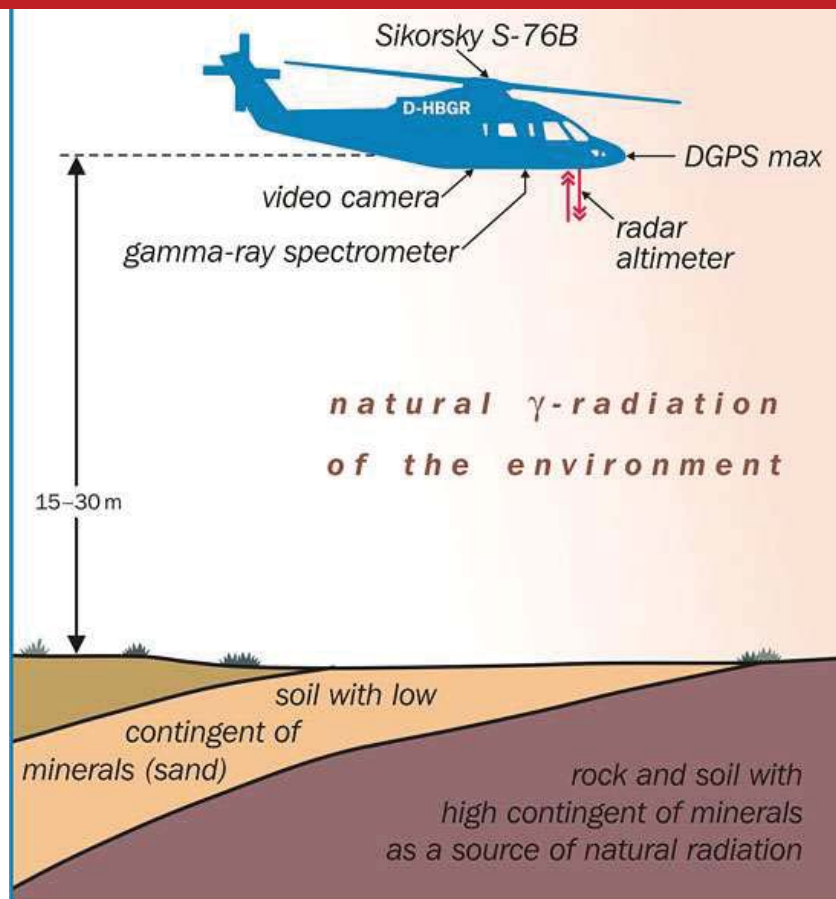 Sikorsky S-76B
D-HBGR
DGPS max
video camera
radar
altimeter
gamma-ray spectrometer
natural γ-radiation
of the environment
15–30 m
soil with low
contingent of
minerals (sand)
rock and soil with
high contingent of minerals
as a source of natural radiation